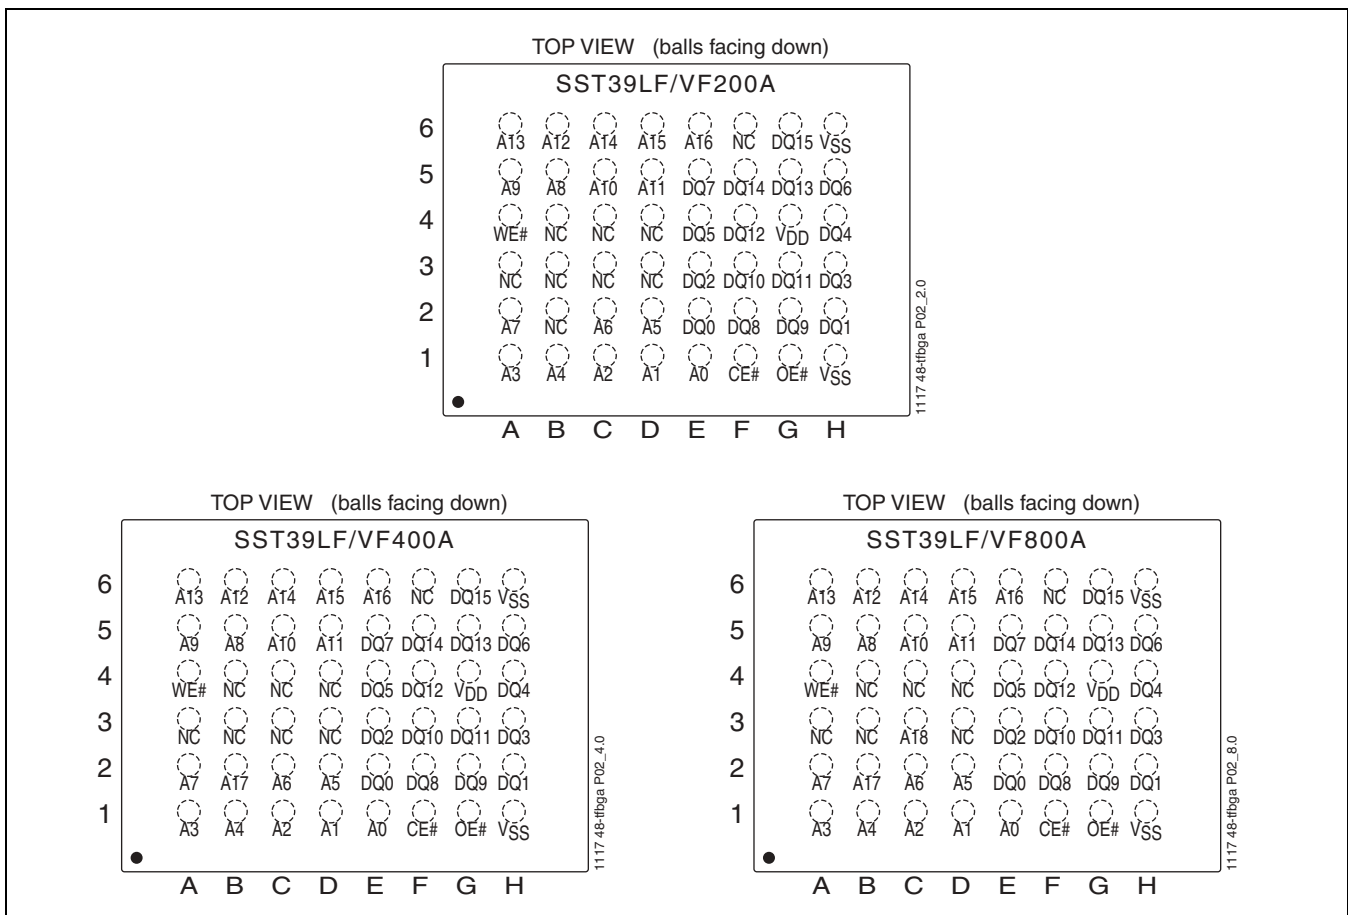 TOP VIEW (balls facing down)
SST39LF/VF200A
6 A13 A12 A14 A15 A16 NC DQ15 VSS
5 A9 A8 A10 A11 DQ7 DQ14 DQ13 DQ6
4 WE# NC NC NC DQ5 DQ12 VDD DQ4
3 NC NC NC NC DQ2 DQ10 DQ11 DQ3
2 A7 NC A6 A5 DQ0 DQ8 DQ9 DQ1
1 A3 A4 A2 A1 A0 CE# OE# VSS
A B C D E F G H
1117 48-tfbga P02_2.0
TOP VIEW (balls facing down)
SST39LF/VF400A
6 A13 A12 A14 A15 A16 NC DQ15 VSS
5 A9 A8 A10 A11 DQ7 DQ14 DQ13 DQ6
4 WE# NC NC NC DQ5 DQ12 VDD DQ4
3 NC NC NC NC DQ2 DQ10 DQ11 DQ3
2 A7 A17 A6 A5 DQ0 DQ8 DQ9 DQ1
1 A3 A4 A2 A1 A0 CE# OE# VSS
A B C D E F G H
1117 48-tfbga P02_4.0
TOP VIEW (balls facing down)
SST39LF/VF800A
6 A13 A12 A14 A15 A16 NC DQ15 VSS
5 A9 A8 A10 A11 DQ7 DQ14 DQ13 DQ6
4 WE# NC NC NC DQ5 DQ12 VDD DQ4
3 NC NC A18 NC DQ2 DQ10 DQ11 DQ3
2 A7 A17 A6 A5 DQ0 DQ8 DQ9 DQ1
1 A3 A4 A2 A1 A0 CE# OE# VSS
A B C D E F G H
1117 48-tfbga P02_8.0